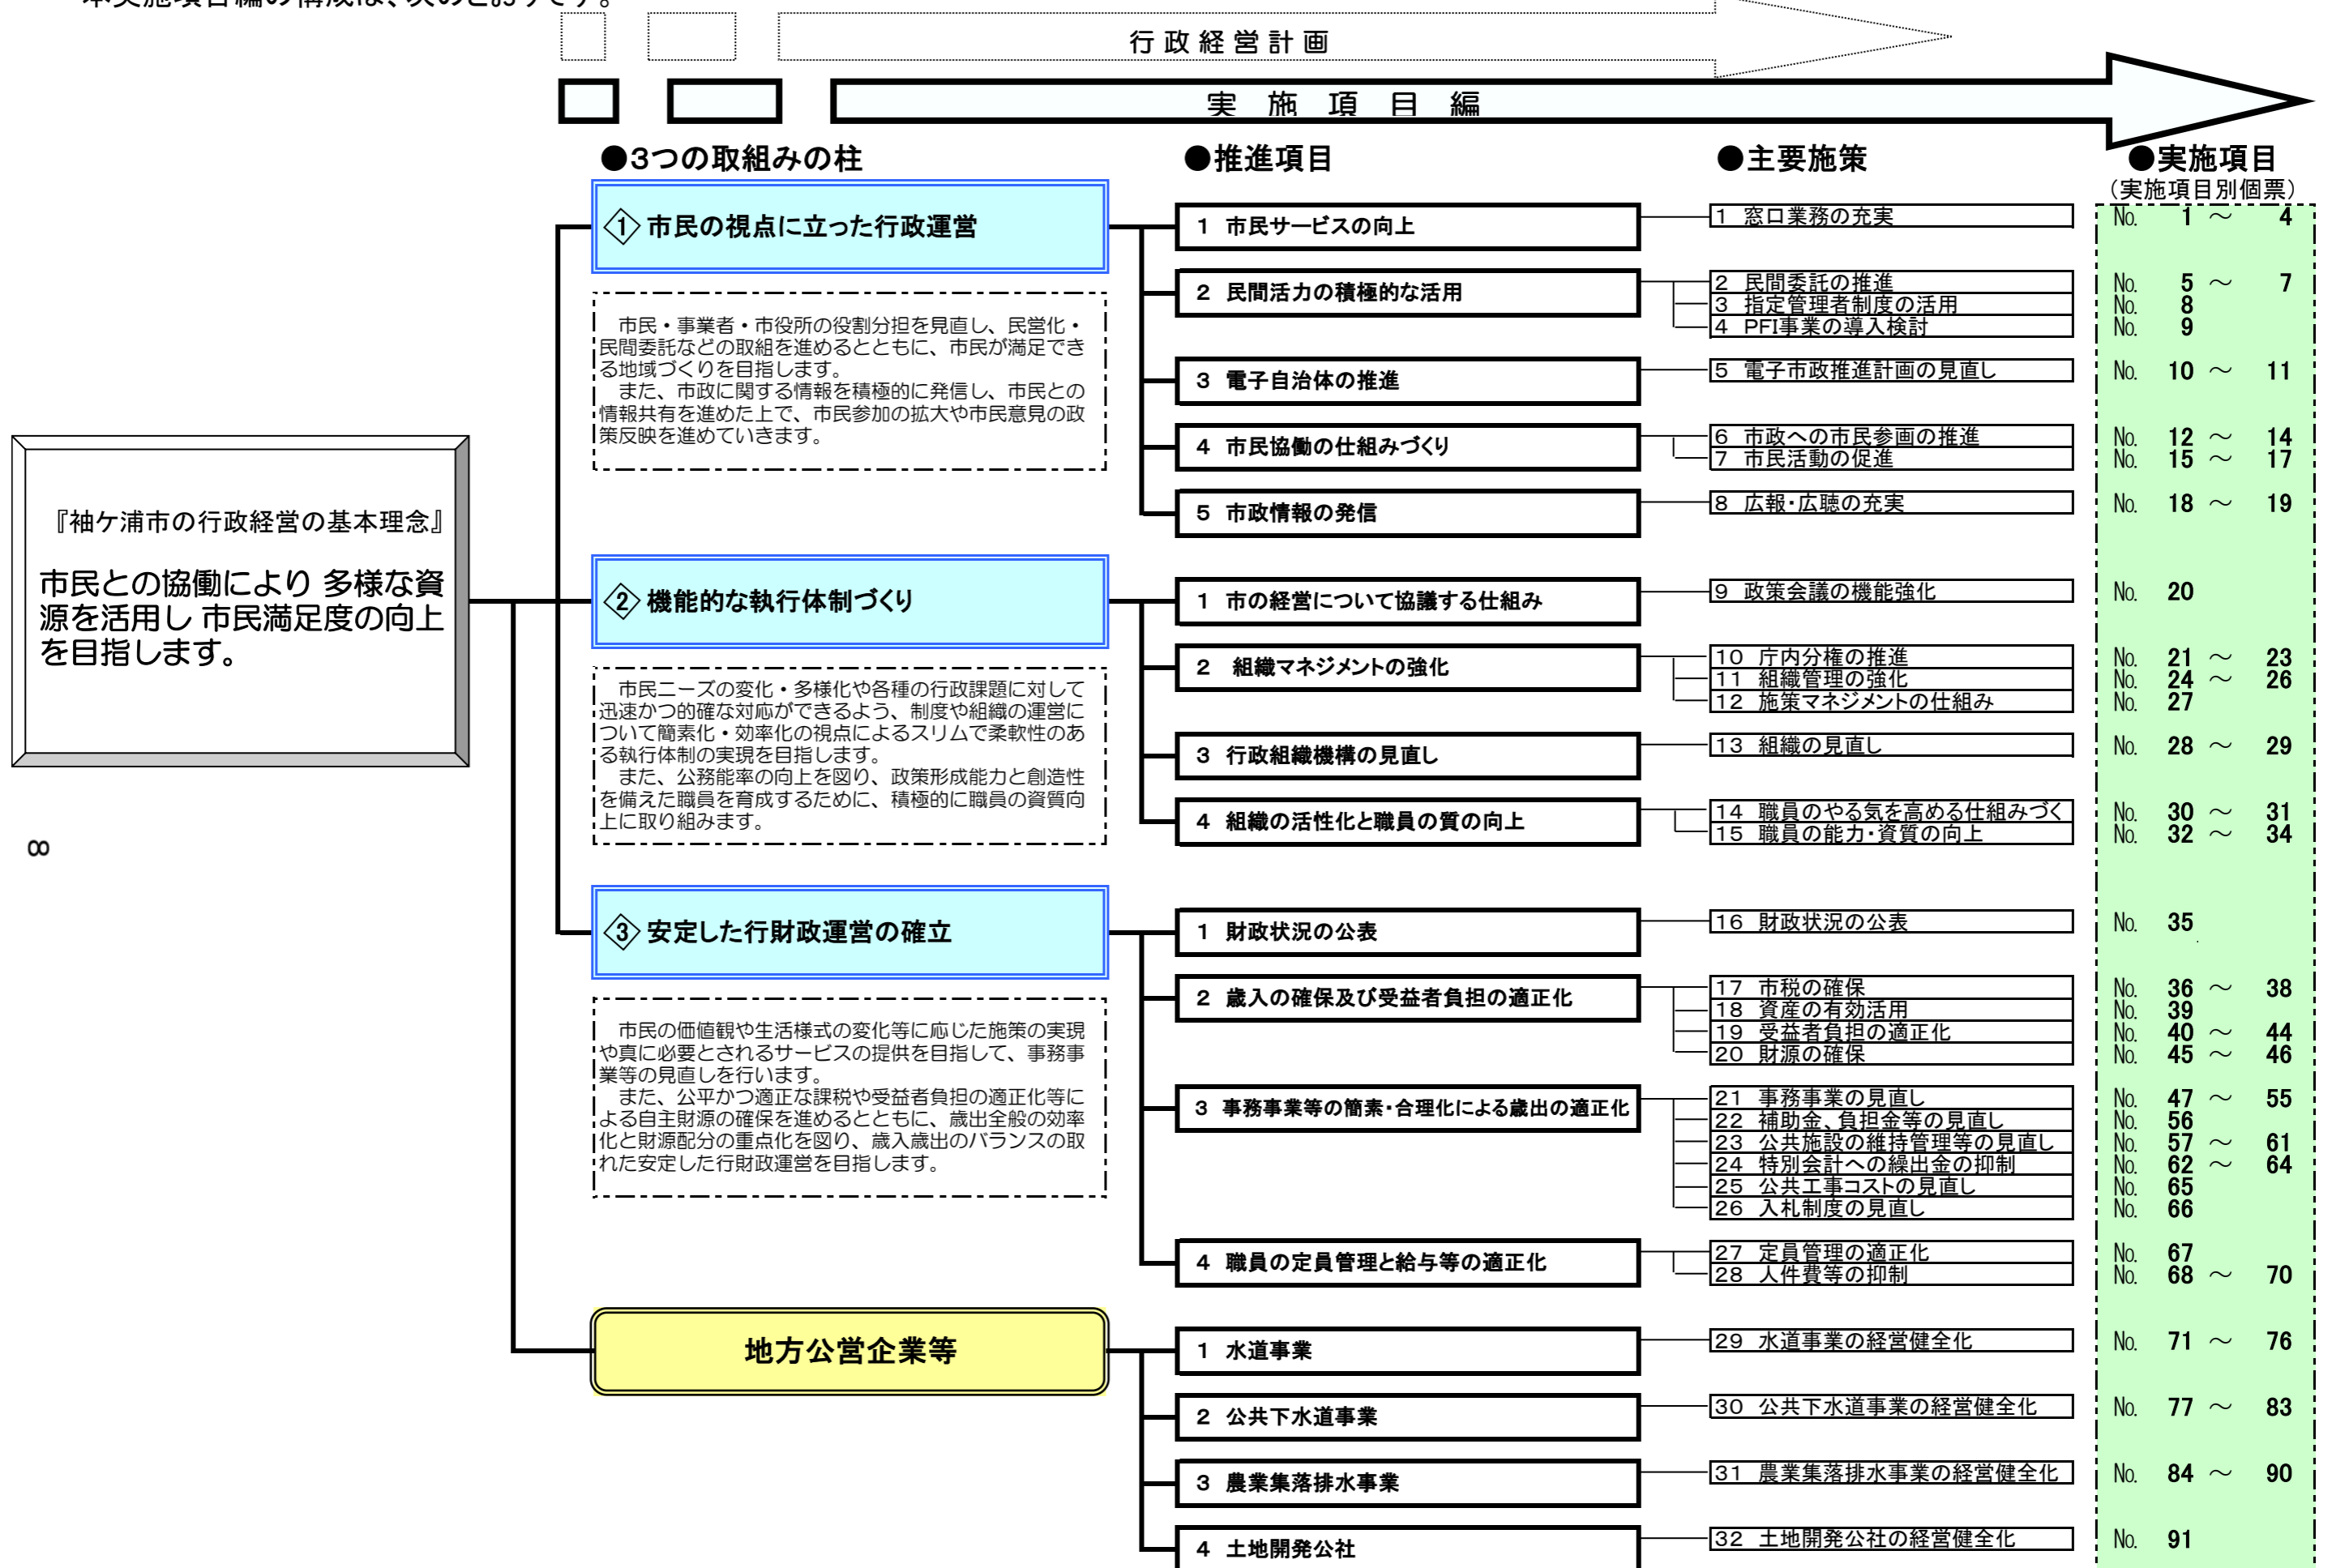 本実施項目編の構成は、次のとおりです。
行政経営計画
実施項目編
●3つの取組みの柱
●推進項目
●主要施策
●実施項目
(実施項目別個票)
『袖ケ浦市の行政経営の基本理念』
市民との協働により 多様な資
源を活用し 市民満足度の向上
を目指します。
① 市民の視点に立った行政運営
市民・事業者・市役所の役割分担を見直し、民営化・
民間委託などの取組を進めるとともに、市民が満足でき
る地域づくりを目指します。
また、市政に関する情報を積極的に発信し、市民との
情報共有を進めた上で、市民参加の拡大や市民意見の政
策反映を進めていきます。
1 市民サービスの向上
1 窓口業務の充実
No. 1 ～ 4
2 民間活力の積極的な活用
2 民間委託の推進
No. 5 ～ 7
3 指定管理者制度の活用
No. 8
4 PFI事業の導入検討
No. 9
3 電子自治体の推進
5 電子市政推進計画の見直し
No. 10 ～ 11
4 市民協働の仕組みづくり
6 市政への市民参画の推進
No. 12 ～ 14
7 市民活動の促進
No. 15 ～ 17
5 市政情報の発信
8 広報・広聴の充実
No. 18 ～ 19
② 機能的な執行体制づくり
市民ニーズの変化・多様化や各種の行政課題に対して
迅速かつ的確な対応ができるよう、制度や組織の運営に
ついて簡素化・効率化の視点によるスリムで柔軟性のあ
る執行体制の実現を目指します。
また、公務能率の向上を図り、政策形成能力と創造性
を備えた職員を育成するために、積極的に職員の資質向
上に取り組みます。
1 市の経営について協議する仕組み
9 政策会議の機能強化
No. 20
2 組織マネジメントの強化
10 庁内分権の推進
No. 21 ～ 23
11 組織管理の強化
No. 24 ～ 26
12 施策マネジメントの仕組み
No. 27
3 行政組織機構の見直し
13 組織の見直し
No. 28 ～ 29
4 組織の活性化と職員の質の向上
14 職員のやる気を高める仕組みづく
No. 30 ～ 31
15 職員の能力・資質の向上
No. 32 ～ 34
③ 安定した行財政運営の確立
市民の価値観や生活様式の変化等に応じた施策の実現
や真に必要とされるサービスの提供を目指して、事務事
業等の見直しを行います。
また、公平かつ適正な課税や受益者負担の適正化等に
よる自主財源の確保を進めるとともに、歳出全般の効率
化と財源配分の重点化を図り、歳入歳出のバランスの取
れた安定した行財政運営を目指します。
1 財政状況の公表
16 財政状況の公表
No. 35
2 歳入の確保及び受益者負担の適正化
17 市税の確保
No. 36 ～ 38
18 資産の有効活用
No. 39
19 受益者負担の適正化
No. 40 ～ 44
20 財源の確保
No. 45 ～ 46
3 事務事業等の簡素・合理化による歳出の適正化
21 事務事業の見直し
No. 47 ～ 55
22 補助金、負担金等の見直し
No. 56
23 公共施設の維持管理等の見直し
No. 57 ～ 61
24 特別会計への繰出金の抑制
No. 62 ～ 64
25 公共工事コストの見直し
No. 65
26 入札制度の見直し
No. 66
4 職員の定員管理と給与等の適正化
27 定員管理の適正化
No. 67
28 人件費等の抑制
No. 68 ～ 70
地方公営企業等
1 水道事業
29 水道事業の経営健全化
No. 71 ～ 76
2 公共下水道事業
30 公共下水道事業の経営健全化
No. 77 ～ 83
3 農業集落排水事業
31 農業集落排水事業の経営健全化
No. 84 ～ 90
4 土地開発公社
32 土地開発公社の経営健全化
No. 91
8